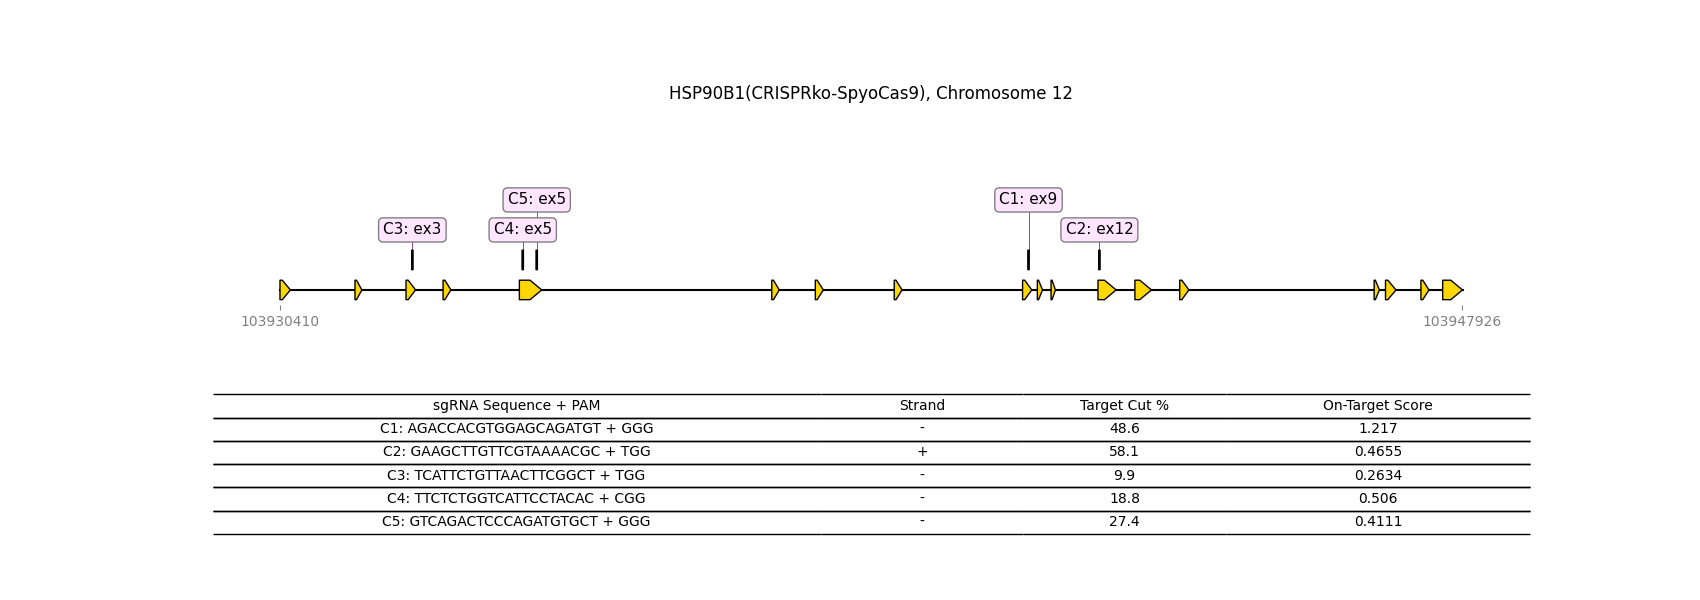 HSP90B1(CRISPRko-SpyoCas9), Chromosome 12
C5: ex5
C1: ex9
C3: ex3
C4: ex5
C2: ex12
103930410
103947926
sgRNA Sequence + PAM Strand Target Cut % On-Target Score
C1: AGACCACGTGGAGCAGATGT + GGG - 48.6 1.217
C2: GAAGCTTGTTCGTAAAACGC + TGG + 58.1 0.4655
C3: TCATTCTGTTAACTTCGGCT + TGG - 9.9 0.2634
C4: TTCTCTGGTCATTCCTACAC + CGG - 18.8 0.506
C5: GTCAGACTCCCAGATGTGCT + GGG - 27.4 0.4111